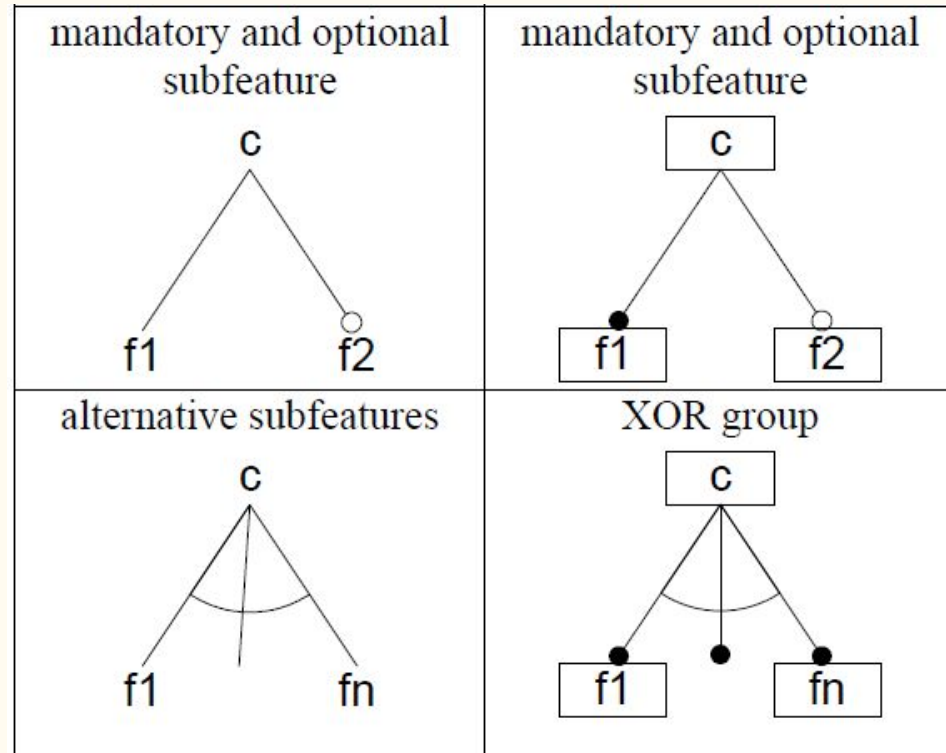 mandatory and optional
subfeature
c
f1 f2
mandatory and optional
subfeature
c
f1 f2
alternative subfeatures
c
f1 fn
XOR group
c
f1 fn